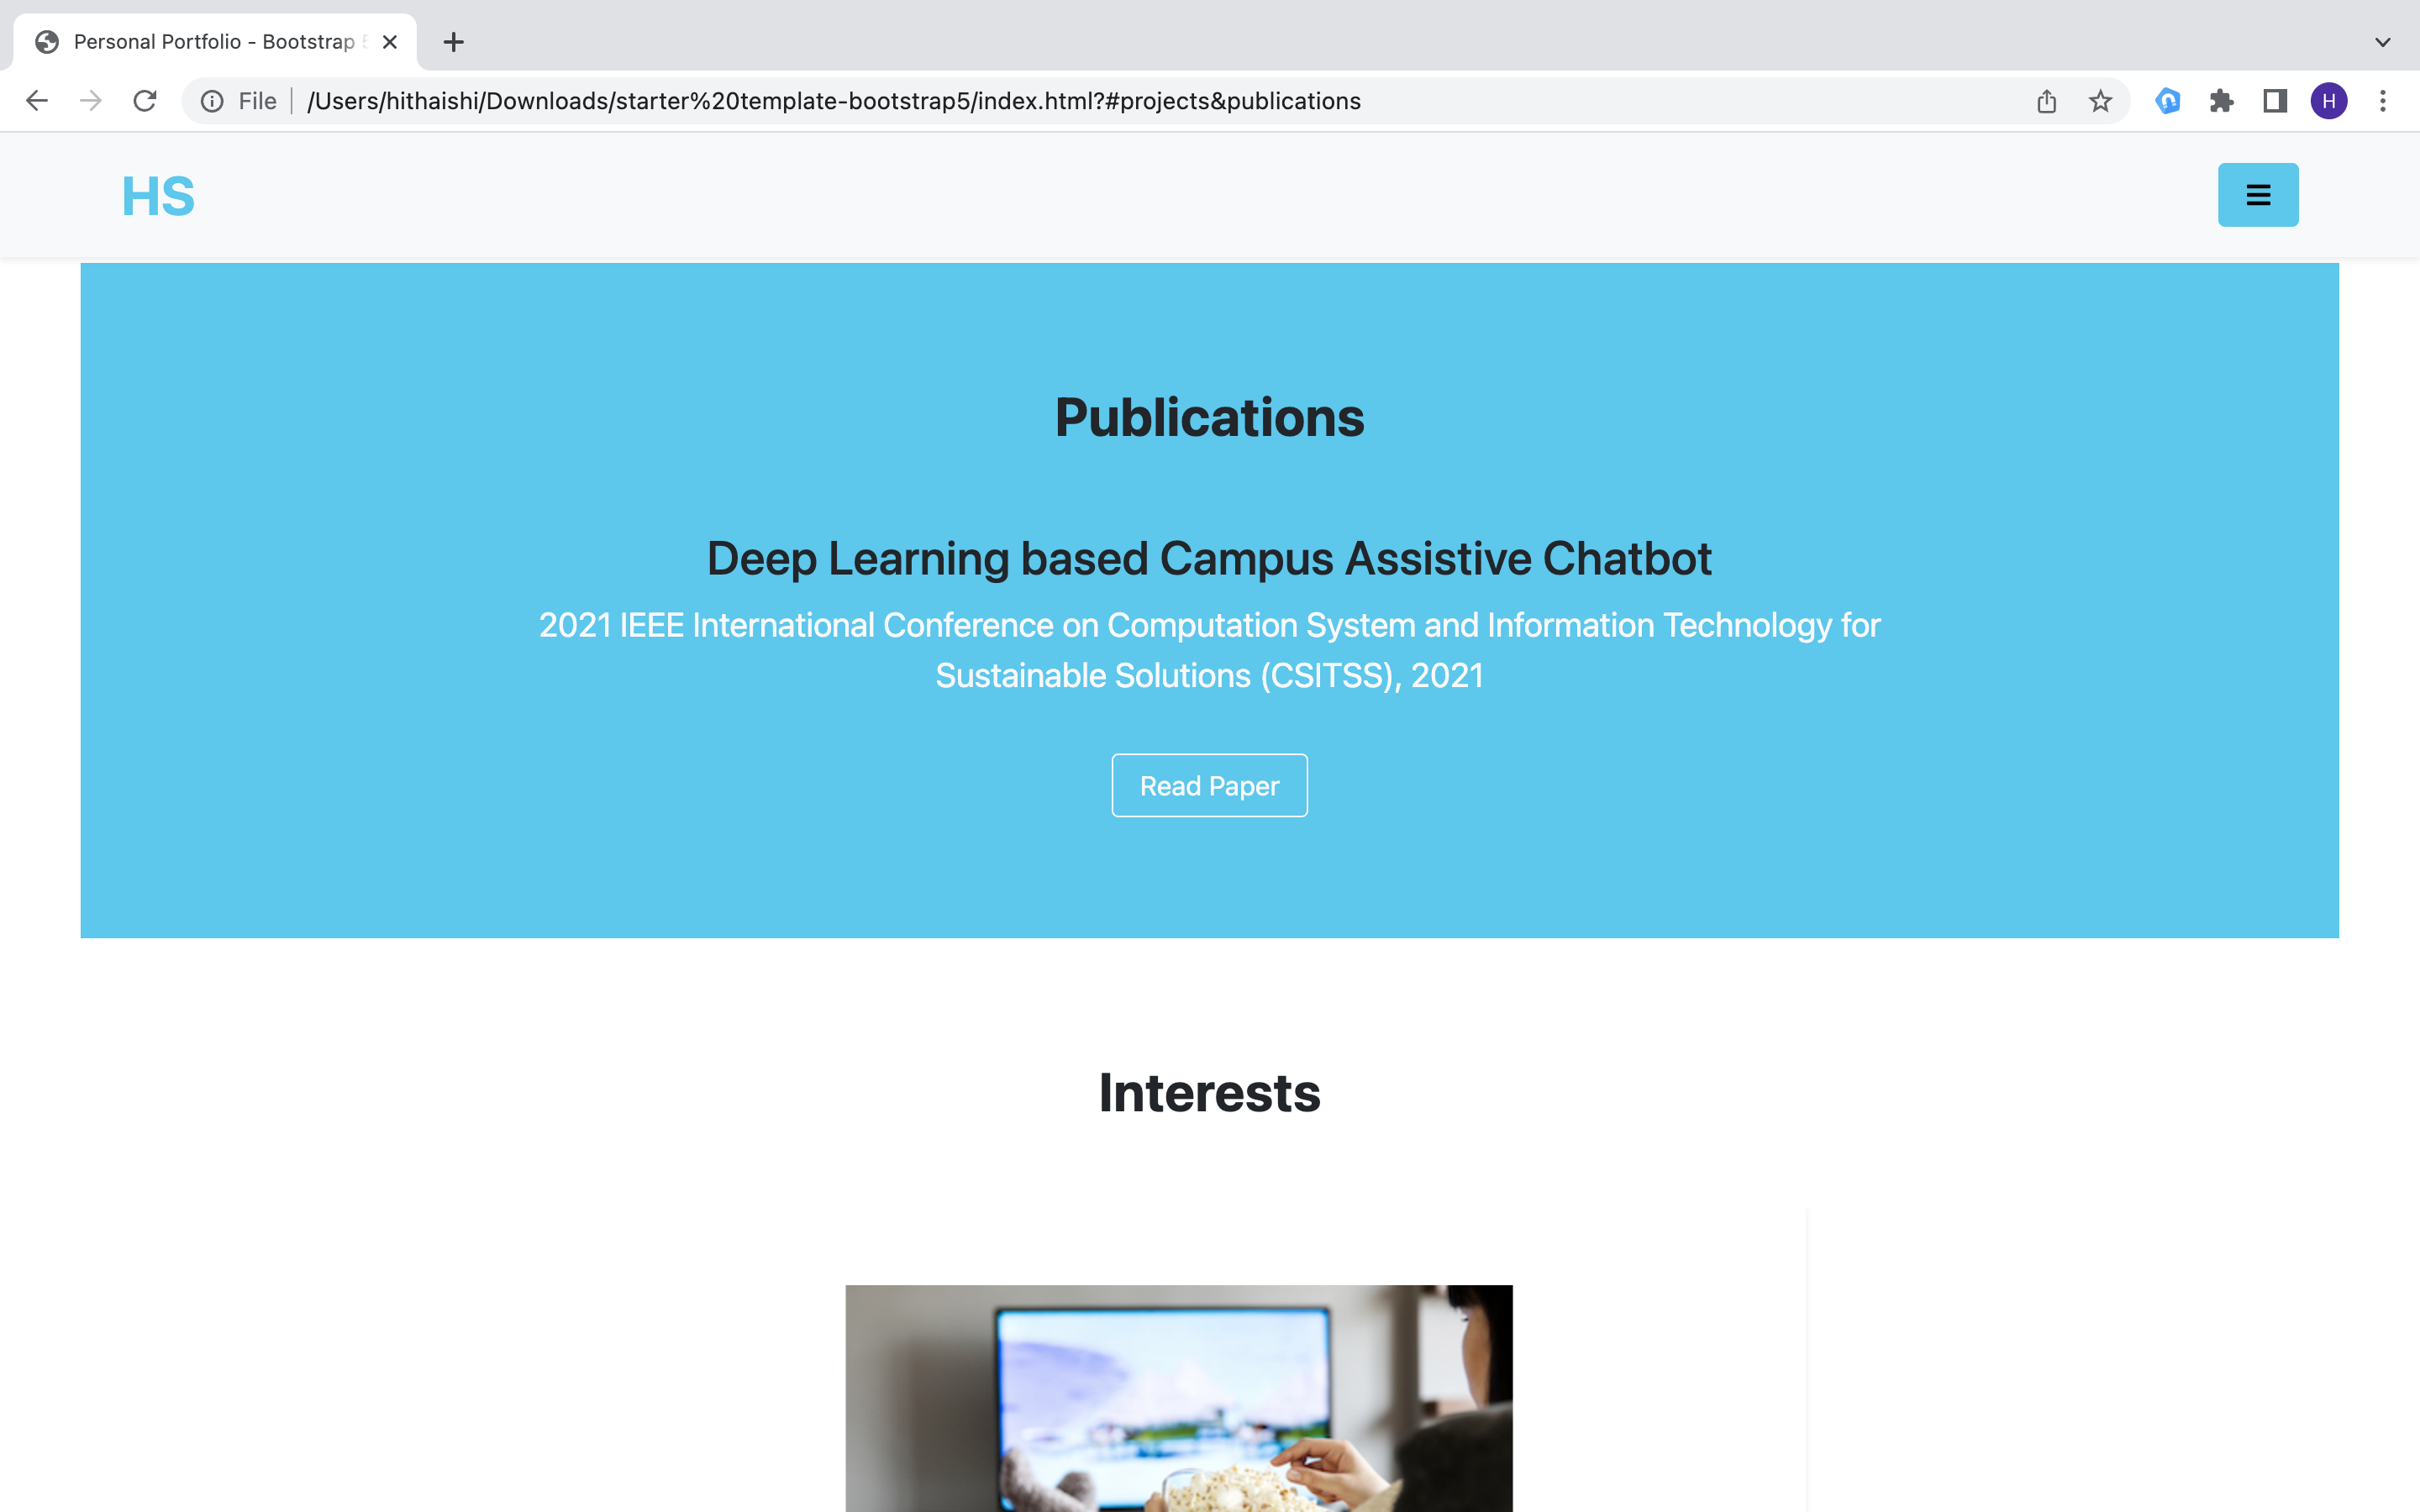 Personal Portfolio - Bootstrap
File /Users/hithaishi/Downloads/starter%20template-bootstrap5/index.html?#projects&publications
H
HS
Publications
Deep Learning based Campus Assistive Chatbot
2021 IEEE International Conference on Computation System and Information Technology for
Sustainable Solutions (CSITSS), 2021
Read Paper
Interests